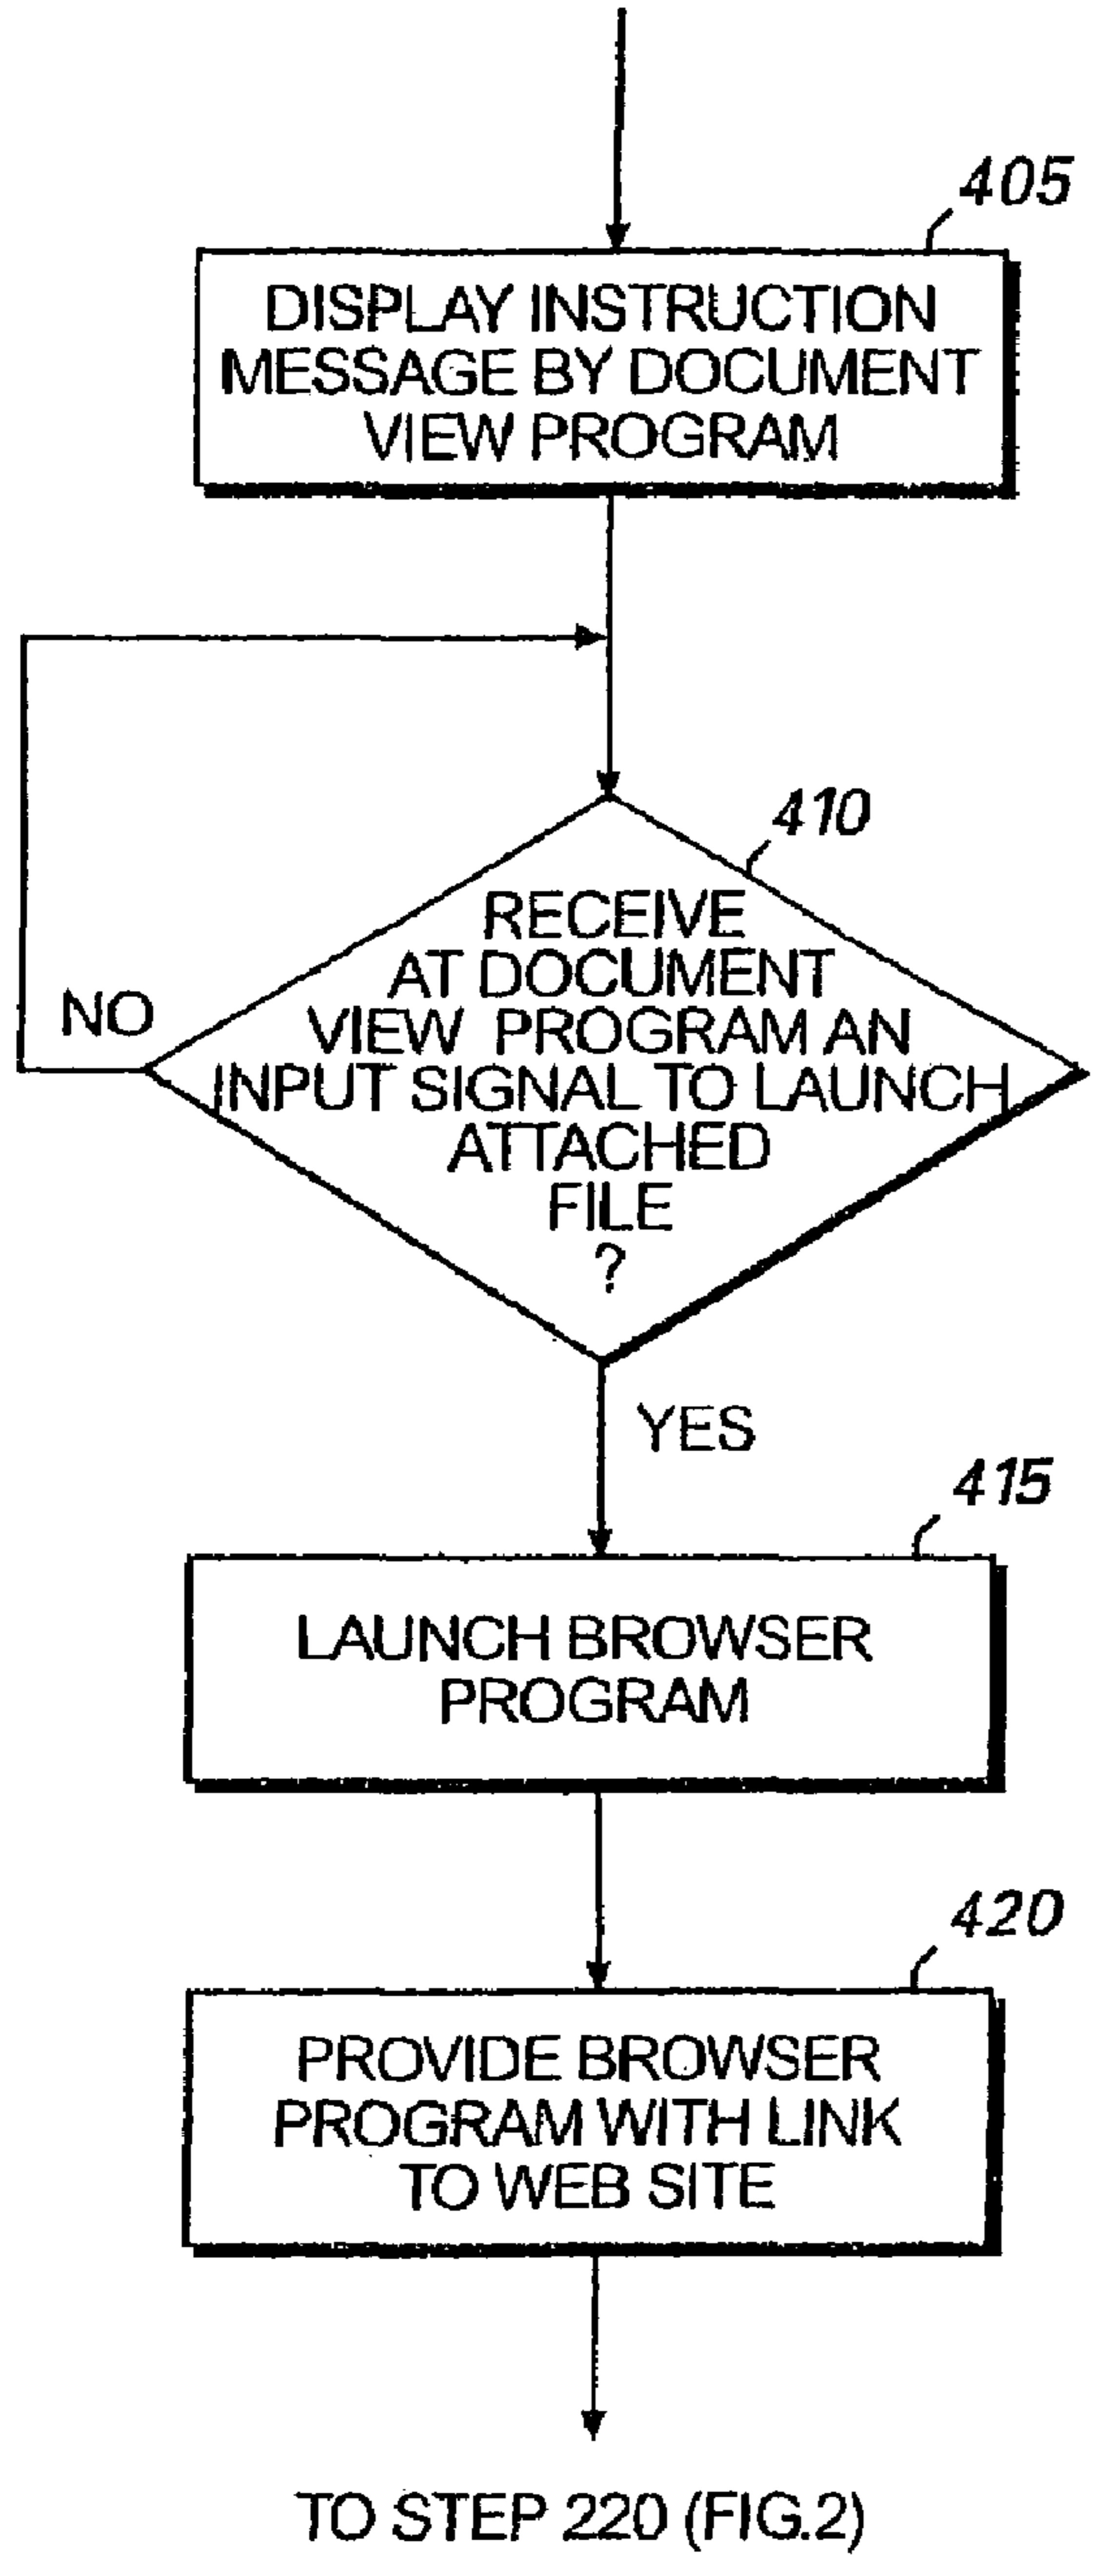 405
DISPLAY INSTRUCTION
MESSAGE BY DOCUMENT
VIEW PROGRAM
410
RECEIVE
AT DOCUMENT
VIEW PROGRAM AN
INPUT SIGNAL TO LAUNCH
ATTACHED
FILE
?
NO
YES
415
LAUNCH BROWSER
PROGRAM
420
PROVIDE BROWSER
PROGRAM WITH LINK
TO WEB SITE
TO STEP 220 (FIG.2)